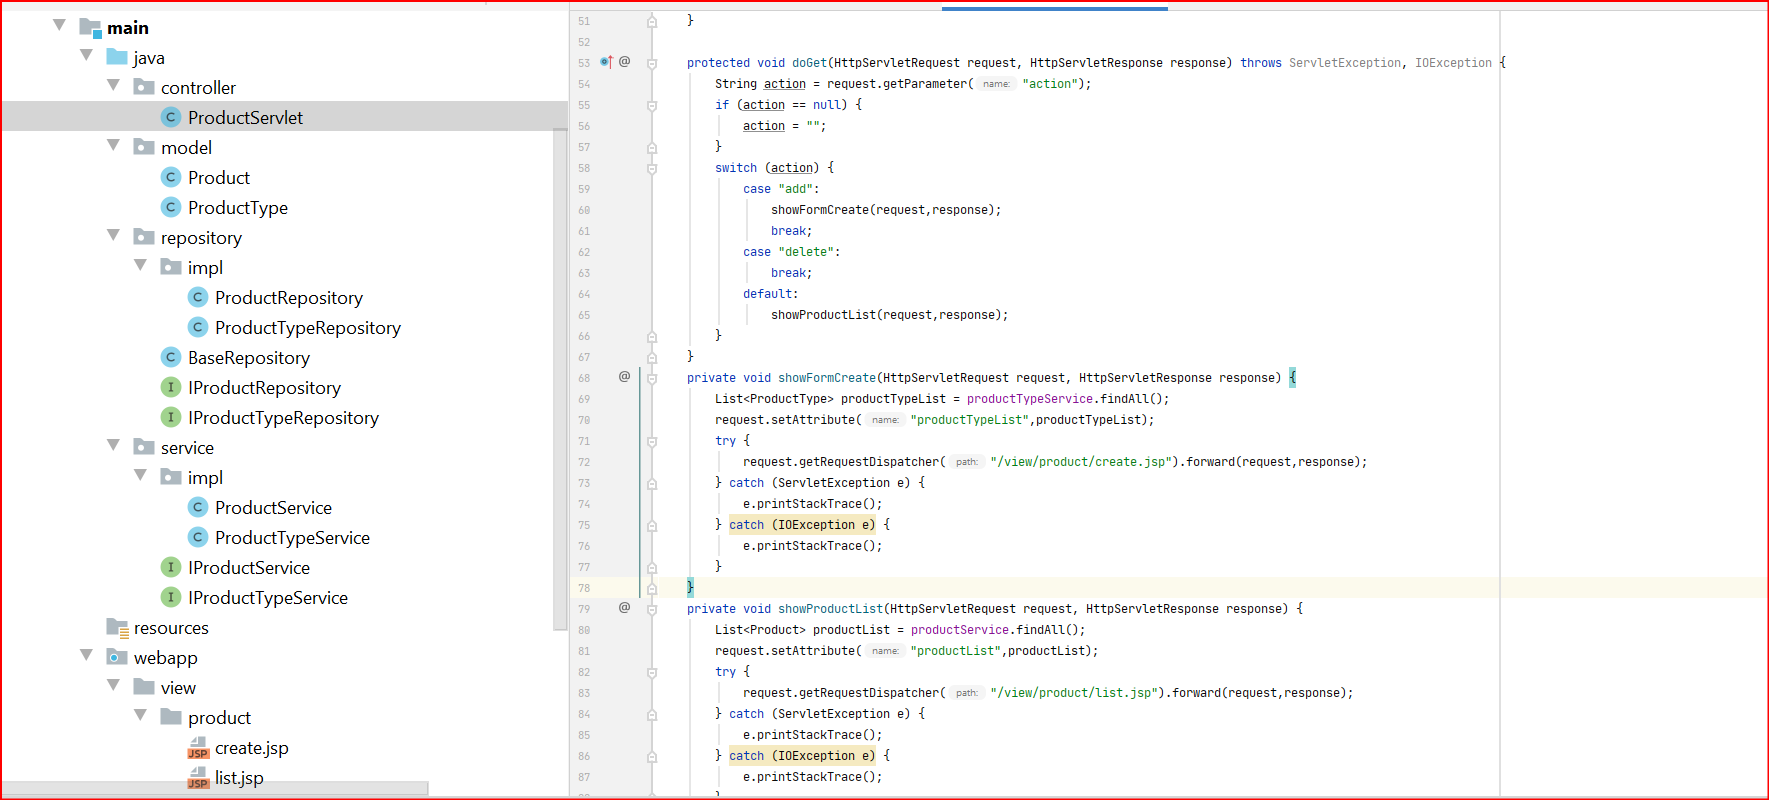 main
java
controller
ProductServlet
model
Product
ProductType
repository
impl
ProductRepository
ProductTypeRepository
BaseRepository
IProductRepository
IProductTypeRepository
service
impl
ProductService
ProductTypeService
IProductService
IProductTypeService
resources
webapp
view
product
create.jsp
list.jsp
51 }
52
53 @ protected void doGet(HttpServletRequest request, HttpServletResponse response) throws ServletException, IOException {
54 String action = request.getParameter( name: "action");
55 if (action == null) {
56 action = "";
57 }
58 switch (action) {
59 case "add":
60 showFormCreate(request,response);
61 break;
62 case "delete":
63 break;
64 default:
65 showProductList(request,response);
66 }
67 }
68 @ private void showFormCreate(HttpServletRequest request, HttpServletResponse response) {
69 List<ProductType> productTypeList = productTypeService.findAll();
70 request.setAttribute( name: "productTypeList",productTypeList);
71 try {
72 request.getRequestDispatcher( path: "/view/product/create.jsp").forward(request,response);
73 } catch (ServletException e) {
74 e.printStackTrace();
75 } catch (IOException e) {
76 e.printStackTrace();
77 }
78 }
79 @ private void showProductList(HttpServletRequest request, HttpServletResponse response) {
80 List<Product> productList = productService.findAll();
81 request.setAttribute( name: "productList",productList);
82 try {
83 request.getRequestDispatcher( path: "/view/product/list.jsp").forward(request,response);
84 } catch (ServletException e) {
85 e.printStackTrace();
86 } catch (IOException e) {
87 e.printStackTrace();